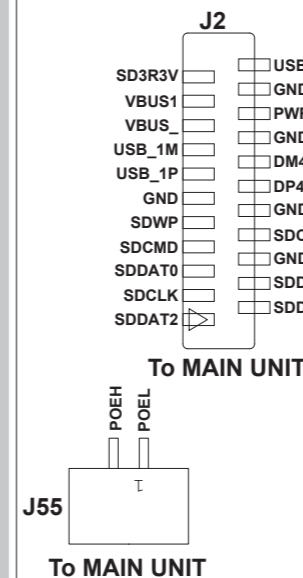 J2
SD3R3V
VBUS1
VBUS_
USB_1M
USB_1P
GND
SDWP
SDCMD
SDDAT0
SDCLK
SDDAT2
GND
GND
GND
GND
To MAIN UNIT
POEH
POEL
1
J55
To MAIN UNIT